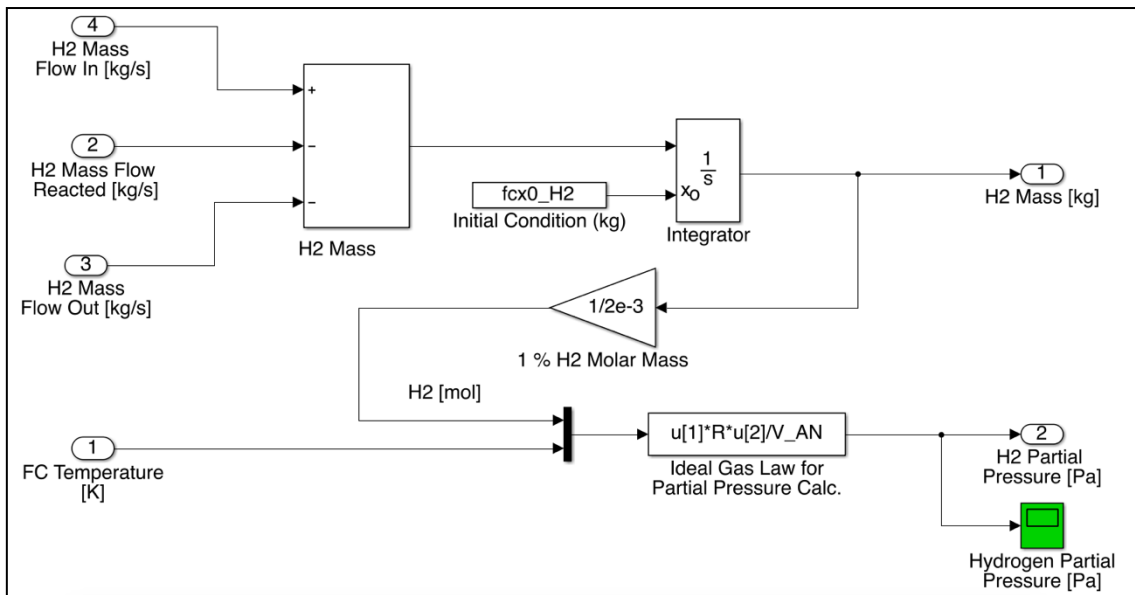 4
H2 Mass
Flow In [kg/s]
+
2
−
H2 Mass Flow
Reacted [kg/s]
−
3
H2 Mass
Flow Out [kg/s]
H2 Mass
fcx0_H2
Initial Condition (kg)
1
s
xo
Integrator
1
H2 Mass [kg]
1/2e-3
1 % H2 Molar Mass
H2 [mol]
1
FC Temperature
[K]
u[1]*R*u[2]/V_AN
Ideal Gas Law for
Partial Pressure Calc.
2
H2 Partial
Pressure [Pa]
Hydrogen Partial
Pressure [Pa]